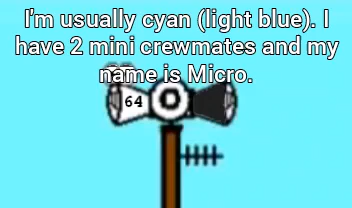 I'm usually cyan (light blue). I
have 2 mini crewmates and my
name is Micro.
64